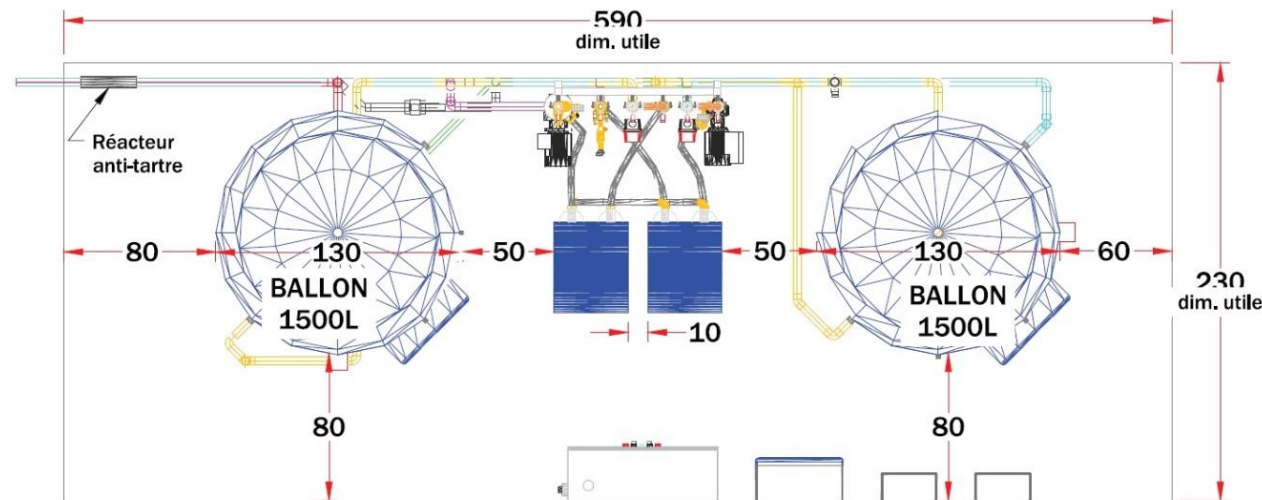 590
dim. utile
Réacteur
anti-tartre
80
130
50
50
130
60
BALLON
1500L
BALLON
1500L
230
dim. utile
10
80
80